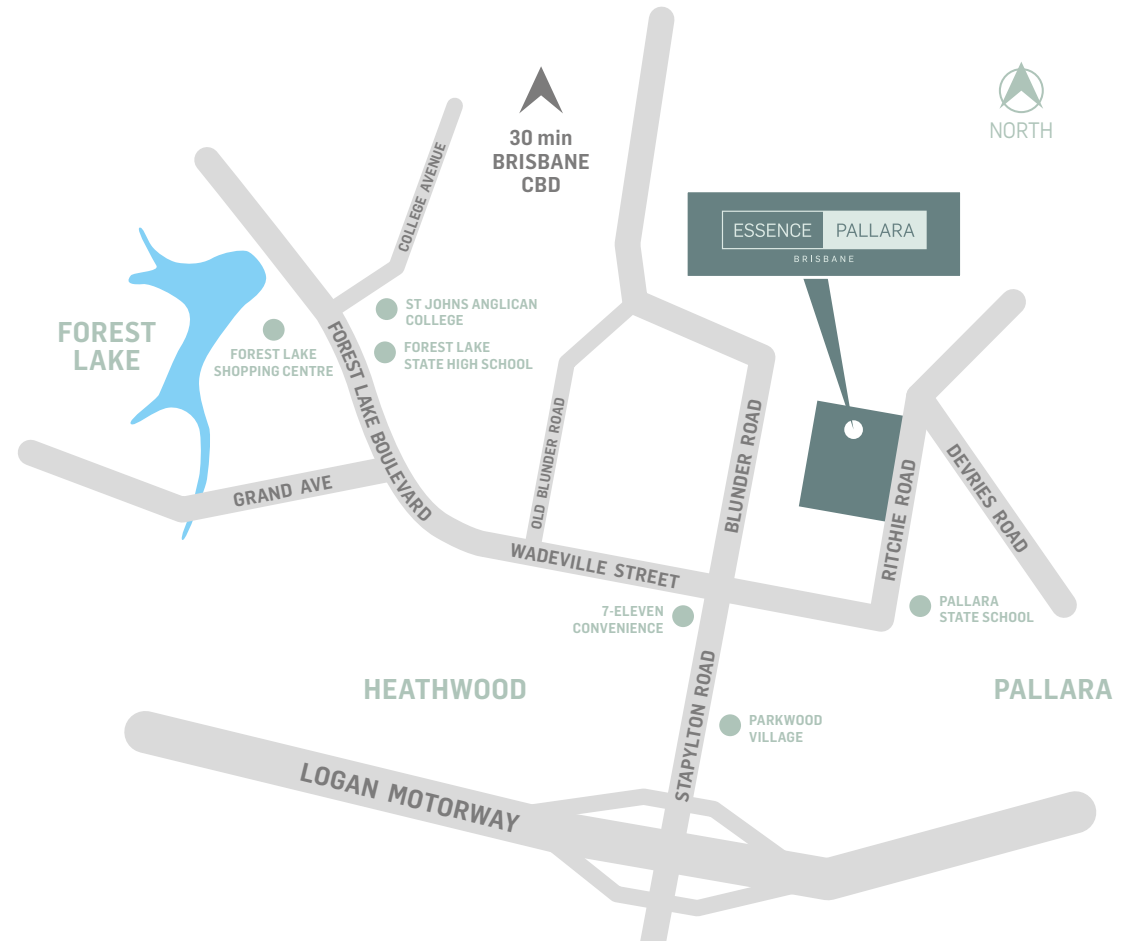 30 min
BRISBANE
CBD
NORTH
COLLEGE AVENUE
ESSENCE PALLARA
BRISBANE
ST JOHNS ANGLICAN
COLLEGE
FOREST
LAKE
FOREST LAKE
SHOPPING CENTRE
FOREST LAKE
STATE HIGH SCHOOL
FOREST LAKE BOULEVARD
GRAND AVE
OLD BLUNDER ROAD
BLUNDER ROAD
RITCHIE ROAD
DEVRIES ROAD
WADEVILLE STREET
7-ELEVEN
CONVENIENCE
PALLARA
STATE SCHOOL
HEATHWOOD
STAPYLTON ROAD
PALLARA
PARKWOOD
VILLAGE
LOGAN MOTORWAY